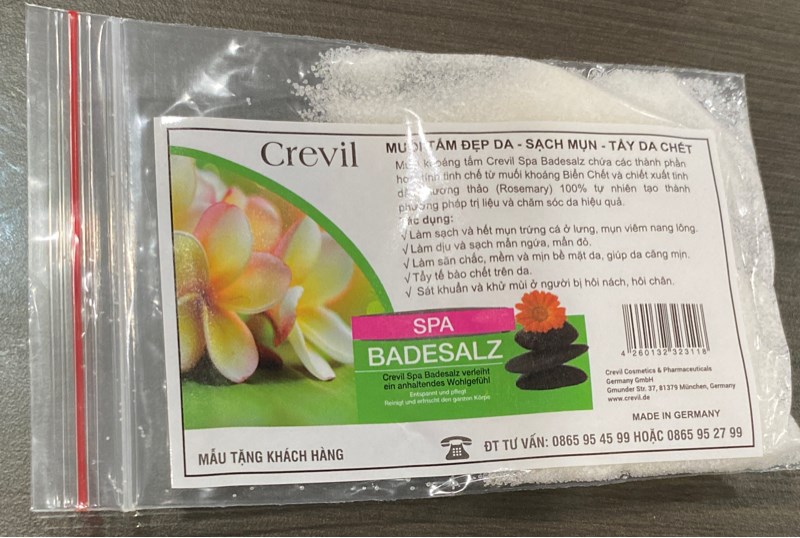 Crevil
MUỐI TẮM ĐẸP DA - SẠCH MỤN - TẨY DA CHẾT
khoáng tắm Crevil Spa Badesalz chứa các thành phần
tinh chế từ muối khoáng Biển Chết và chiết xuất tinh
hương thảo (Rosemary) 100% tự nhiên tạo thành
phương pháp trị liệu và chăm sóc da hiệu quả.
dụng:
√ Làm sạch và hết mụn trứng cá ở lưng, mụn viêm nang lông.
√ Làm dịu và sạch mẩn ngứa, mẩn đỏ.
√ Làm săn chắc, mềm và mịn bề mặt da, giúp da căng mịn.
√ Tẩy tế bào chết trên da.
√ Sát khuẩn và khử mùi ở người bị hôi nách, hôi chân.
SPA
BADESALZ
Crevil Spa Badesalz verleiht
ein anhaltendes Wohlgefühl
Entspannt und pflegt
Reinigt und erfrischt den ganzen Körper
4 260132 323118
Crevil Cosmetics & Pharmaceuticals
Germany GmbH
Gmunder Str. 37, 81379 München, Germany
www.crevil.de
MADE IN GERMANY
MẪU TẶNG KHÁCH HÀNG
ĐT TƯ VẤN: 0865 95 45 99 HOẶC 0865 95 27 99